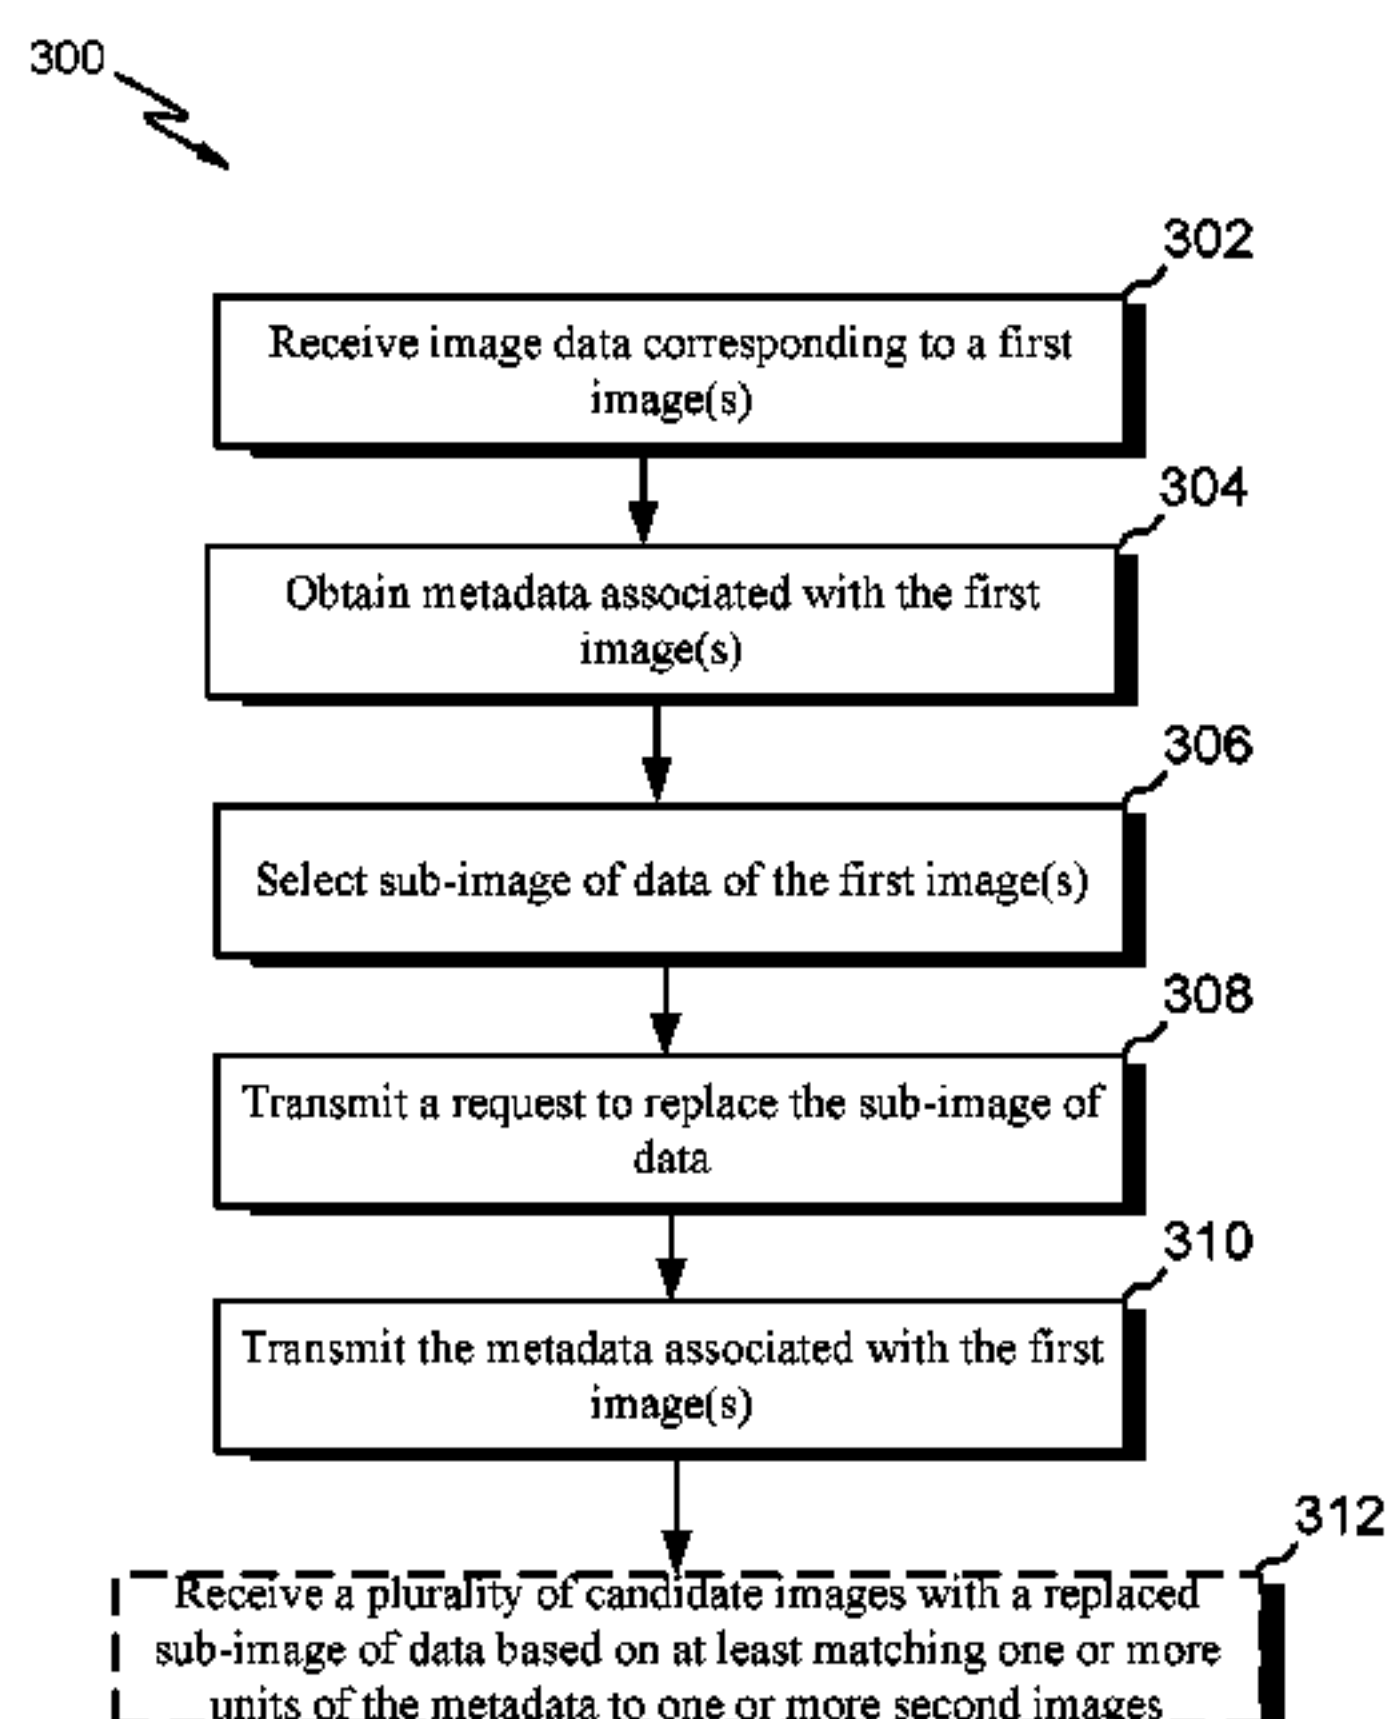 300
302
Receive image data corresponding to a first
image(s)
304
Obtain metadata associated with the first
image(s)
306
Select sub-image of data of the first image(s)
308
Transmit a request to replace the sub-image of
data
310
Transmit the metadata associated with the first
image(s)
312
Receive a plurality of candidate images with a replaced
sub-image of data based on at least matching one or more
units of the metadata to one or more second images